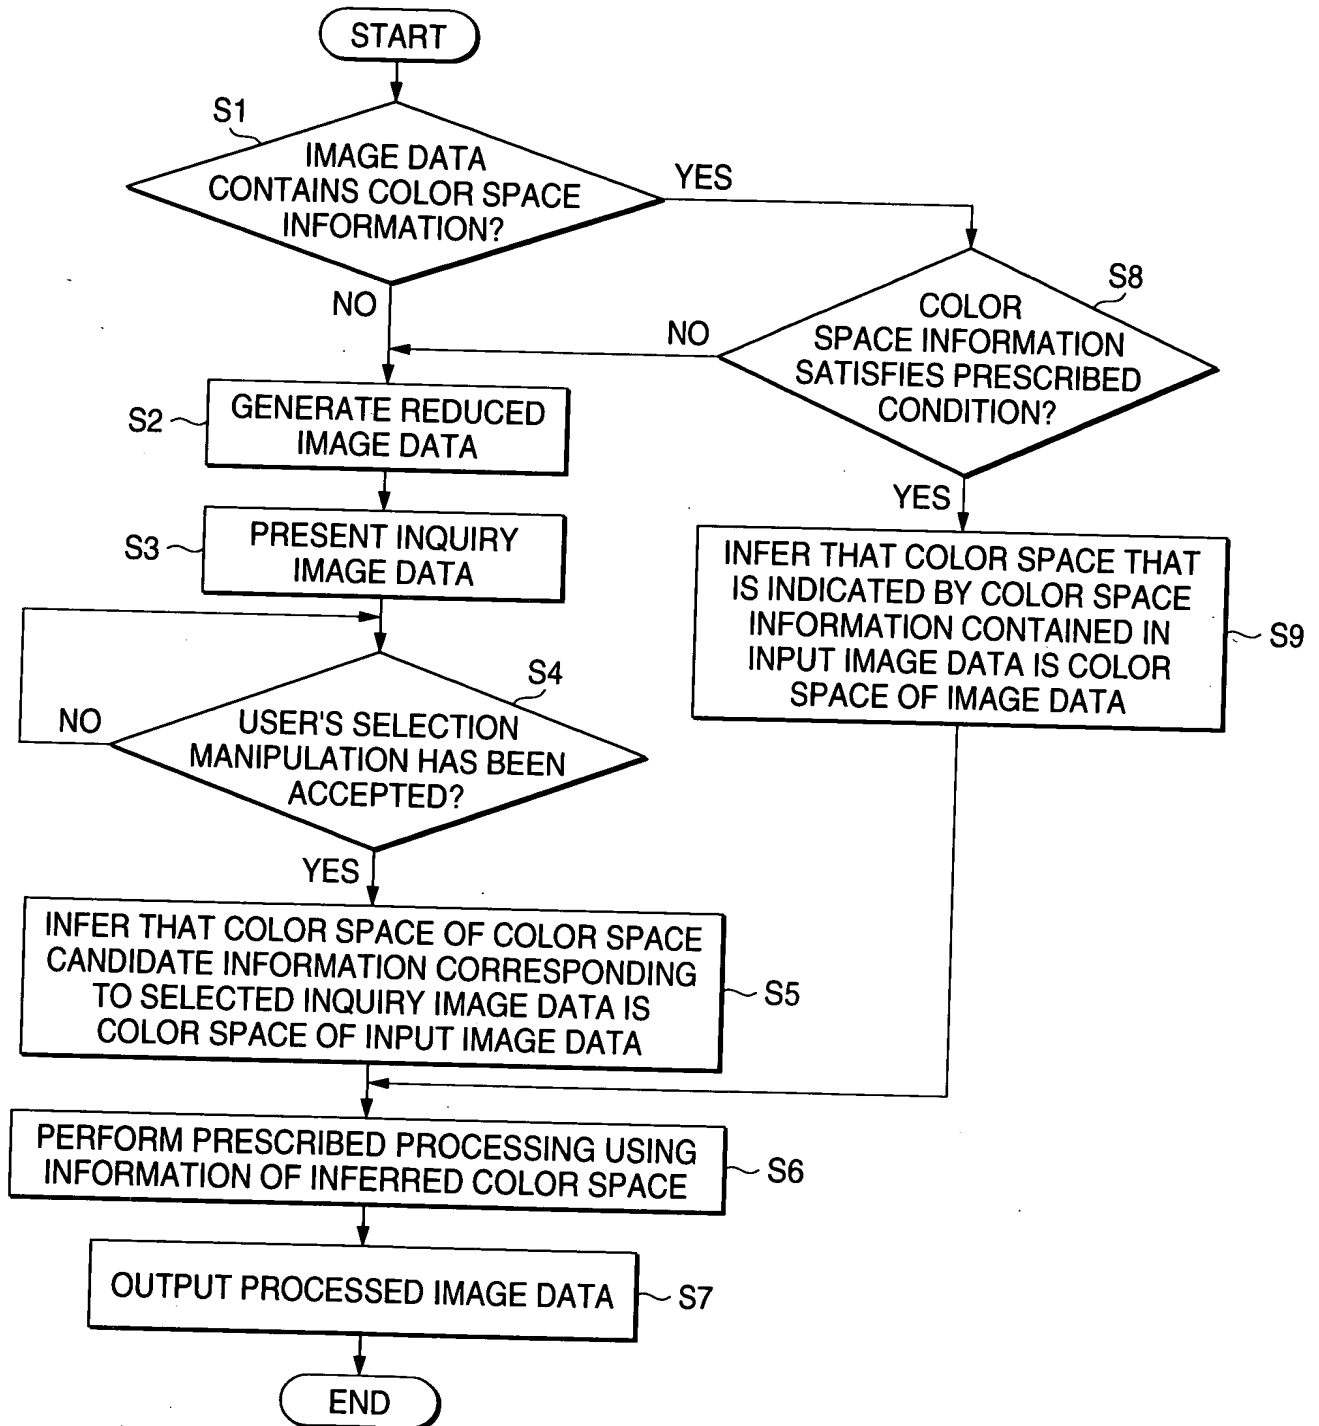 START
S1
IMAGE DATA
CONTAINS COLOR SPACE
INFORMATION?
YES
NO
S8
COLOR
SPACE INFORMATION
SATISFIES PRESCRIBED
CONDITION?
NO
YES
S2
GENERATE REDUCED
IMAGE DATA
S3
PRESENT INQUIRY
IMAGE DATA
INFER THAT COLOR SPACE THAT
IS INDICATED BY COLOR SPACE
INFORMATION CONTAINED IN
INPUT IMAGE DATA IS COLOR
SPACE OF IMAGE DATA
S9
S4
USER'S SELECTION
MANIPULATION HAS BEEN
ACCEPTED?
NO
YES
INFER THAT COLOR SPACE OF COLOR SPACE
CANDIDATE INFORMATION CORRESPONDING
TO SELECTED INQUIRY IMAGE DATA IS
COLOR SPACE OF INPUT IMAGE DATA
S5
PERFORM PRESCRIBED PROCESSING USING
INFORMATION OF INFERRED COLOR SPACE
S6
OUTPUT PROCESSED IMAGE DATA
S7
END